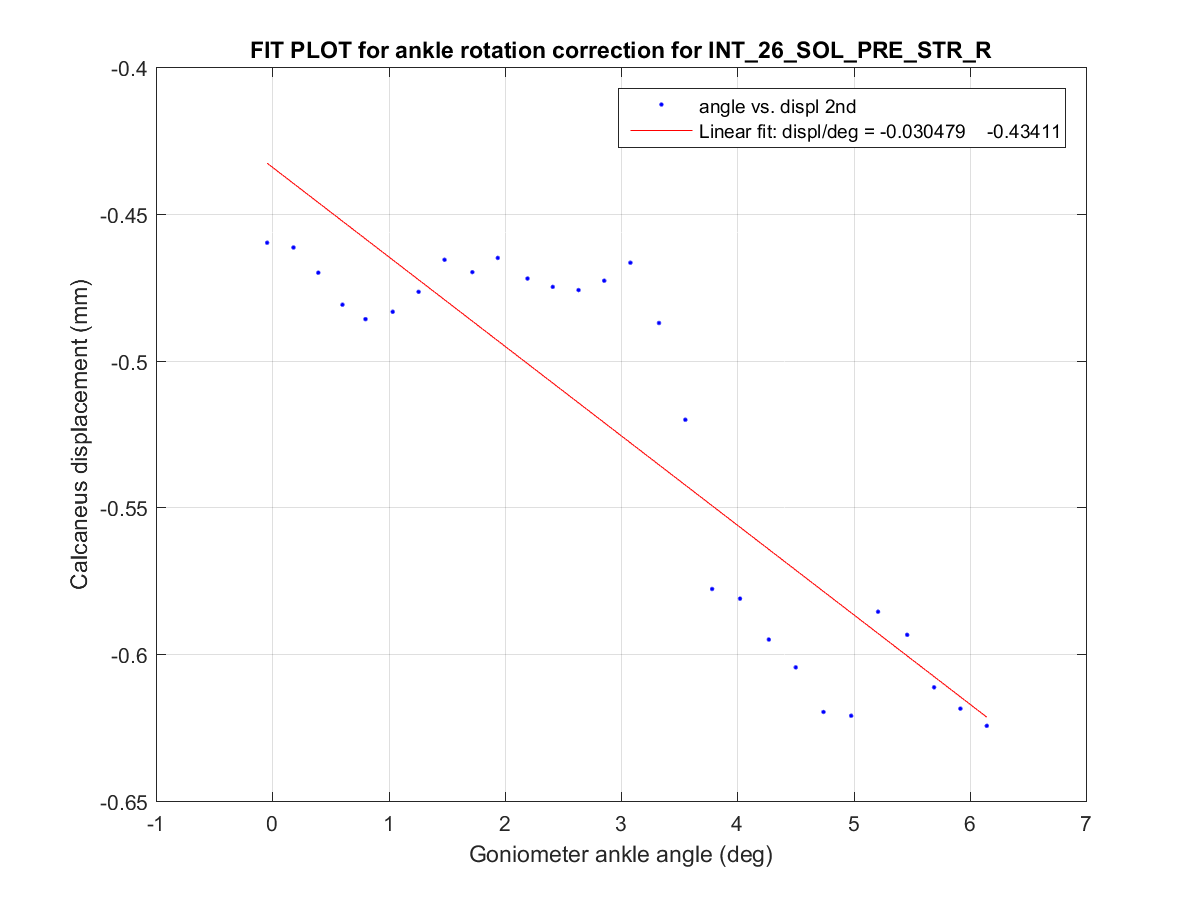 FIT PLOT for ankle rotation correction for INT_26_SOL_PRE_STR_R
angle vs. displ 2nd
Linear fit: displ/deg = -0.030479    -0.43411
-0.4
-0.45
-0.5
-0.55
-0.6
-0.65
Calcaneus displacement (mm)
-1 0 1 2 3 4 5 6 7
Goniometer ankle angle (deg)